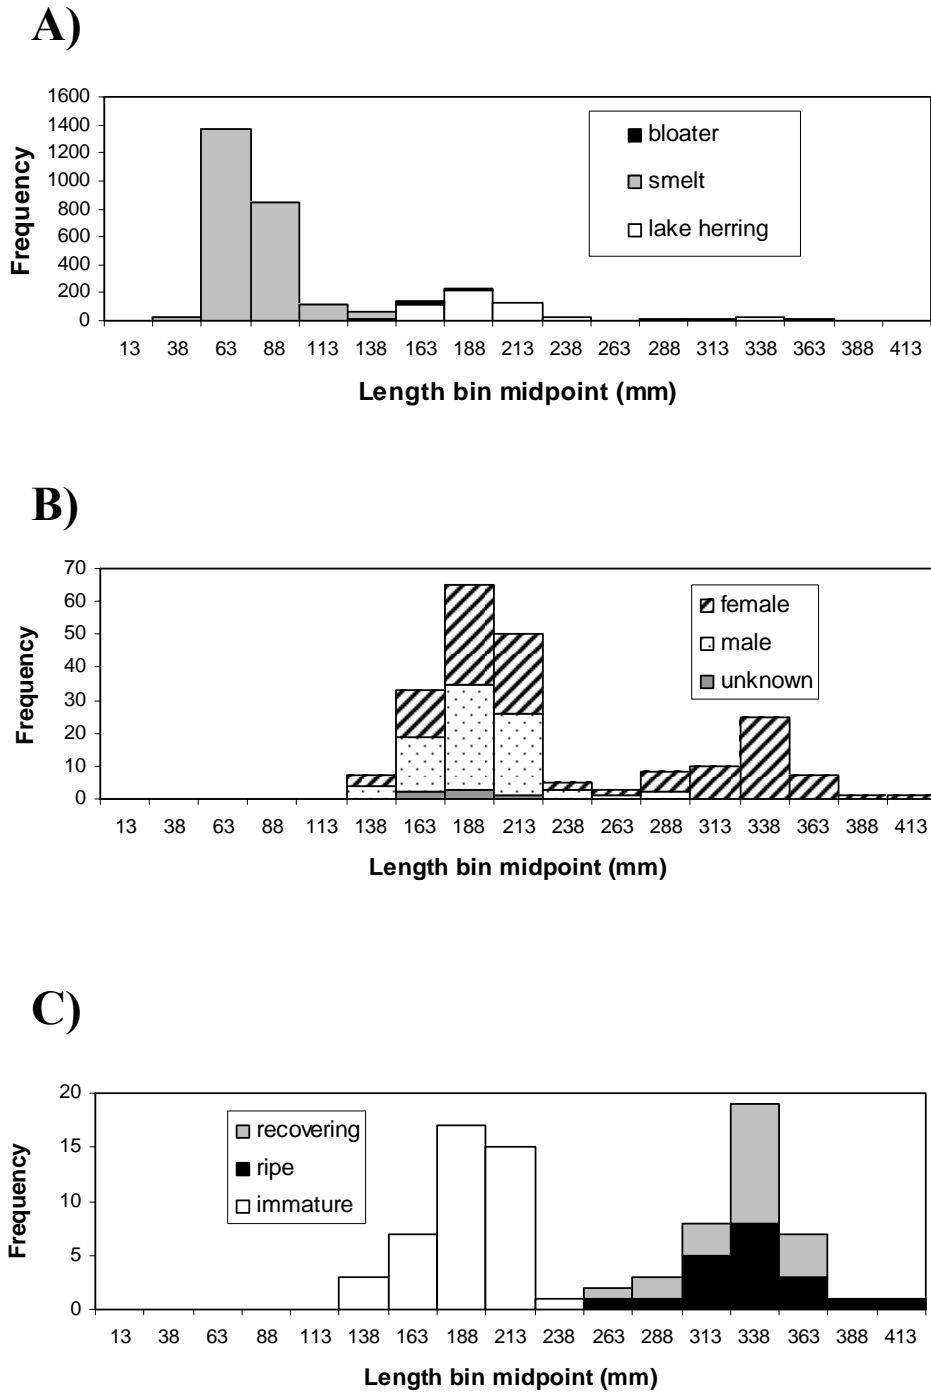 A)
1600
1400
1200
1000
800
600
400
200
0
Frequency
bloater
smelt
lake herring
13 38 63 88 113 138 163 188 213 238 263 288 313 338 363 388 413
Length bin midpoint (mm)
B)
70
60
50
40
30
20
10
0
Frequency
female
male
unknown
13 38 63 88 113 138 163 188 213 238 263 288 313 338 363 388 413
Length bin midpoint (mm)
C)
20
15
10
5
0
Frequency
recovering
ripe
immature
13 38 63 88 113 138 163 188 213 238 263 288 313 338 363 388 413
Length bin midpoint (mm)